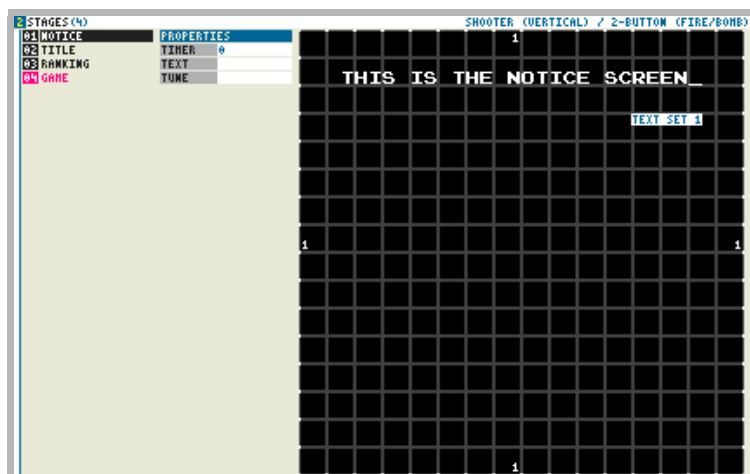 2 STAGES(4)
SHOOTER (VERTICAL) / 2-BUTTON (FIRE/BOMB)
01 NOTICE
02 TITLE
03 RANKING
04 GAME
PROPERTIES
TIMER 0
TEXT
TUNE
1
THIS IS THE NOTICE SCREEN_
TEXT SET 1
1
1
1